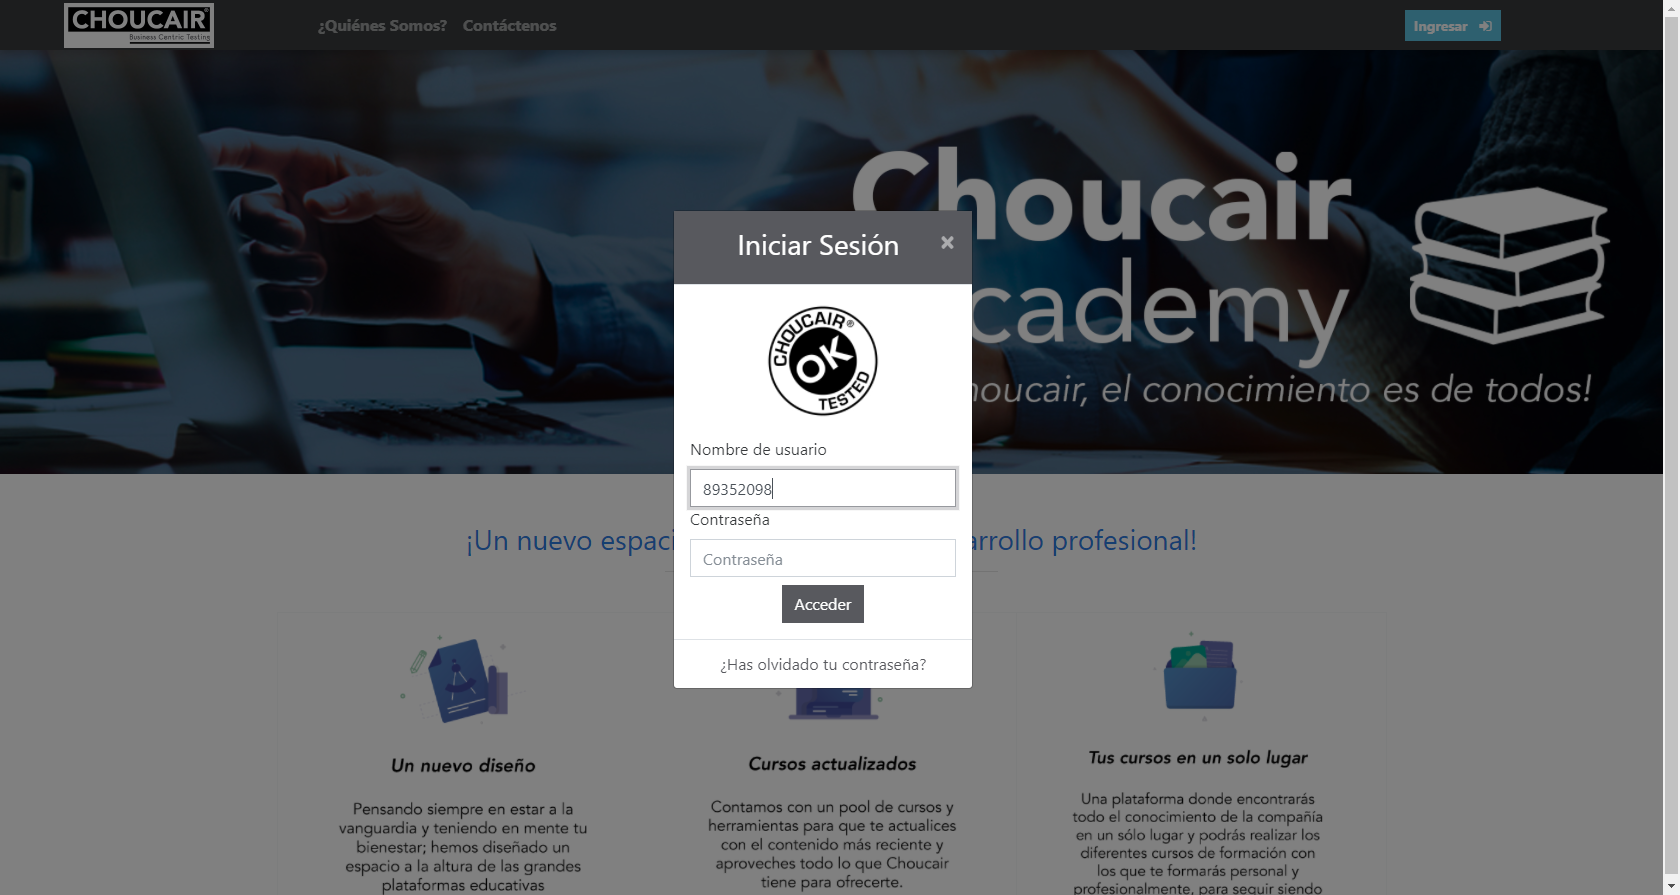 CHOUCAIR®
Business Centric Testing
¿Quiénes Somos?
Contáctenos
Ingresar
Choucair
cademy
houcair, el conocimiento es de todos!
Iniciar Sesión
×
CHOUCAIR®
OK
TESTED
Nombre de usuario
89352098
Contraseña
Contraseña
Acceder
¿Has olvidado tu contraseña?
¡Un nuevo espaci
arrollo profesional!
Un nuevo diseño
Pensando siempre en estar a la
vanguardia y teniendo en mente tu
bienestar; hemos diseñado un
espacio a la altura de las grandes
plataformas educativas
Cursos actualizados
Contamos con un pool de cursos y
herramientas para que te actualices
con el contenido más reciente y
aproveches todo lo que Choucair
tiene para ofrecerte.
Tus cursos en un solo lugar
Una plataforma donde encontrarás
todo el conocimiento de la compañía
en un sólo lugar y podrás realizar los
diferentes cursos de formación con
los que te formarás personal y
profesionalmente, para seguir siendo